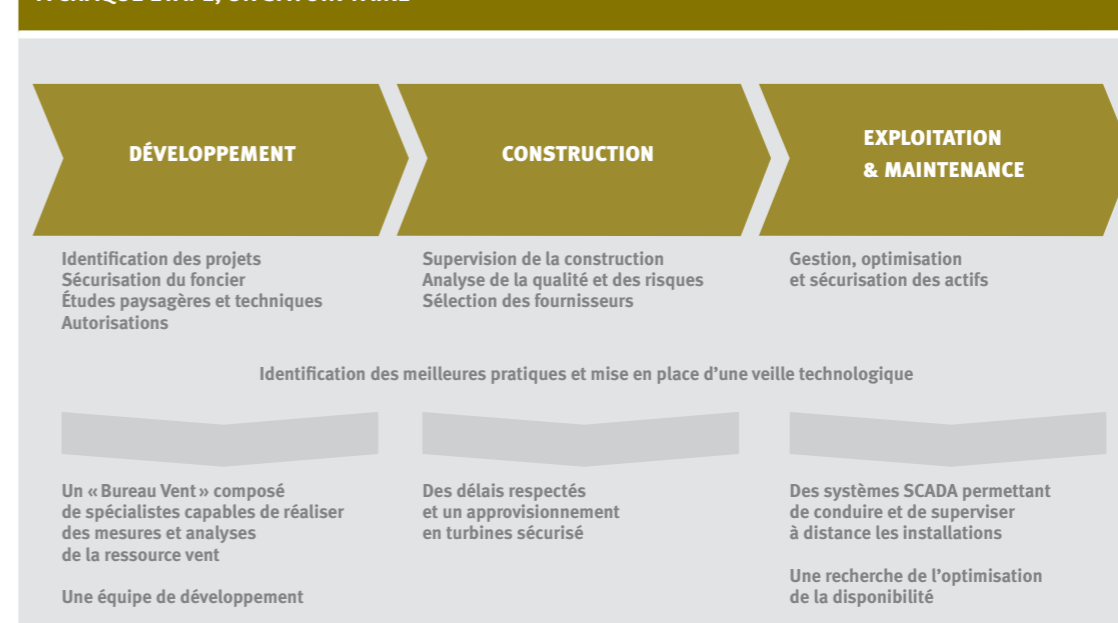 DÉVELOPPEMENT
CONSTRUCTION
EXPLOITATION
& MAINTENANCE
Identification des projets
Sécurisation du foncier
Études paysagères et techniques
Autorisations
Supervision de la construction
Analyse de la qualité et des risques
Sélection des fournisseurs
Gestion, optimisation
et sécurisation des actifs
Identification des meilleures pratiques et mise en place d’une veille technologique
Un « Bureau Vent » composé
de spécialistes capables de réaliser
des mesures et analyses
de la ressource vent
Une équipe de développement
Des délais respectés
et un approvisionnement
en turbines sécurisé
Des systèmes SCADA permettant
de conduire et de superviser
à distance les installations
Une recherche de l’optimisation
de la disponibilité